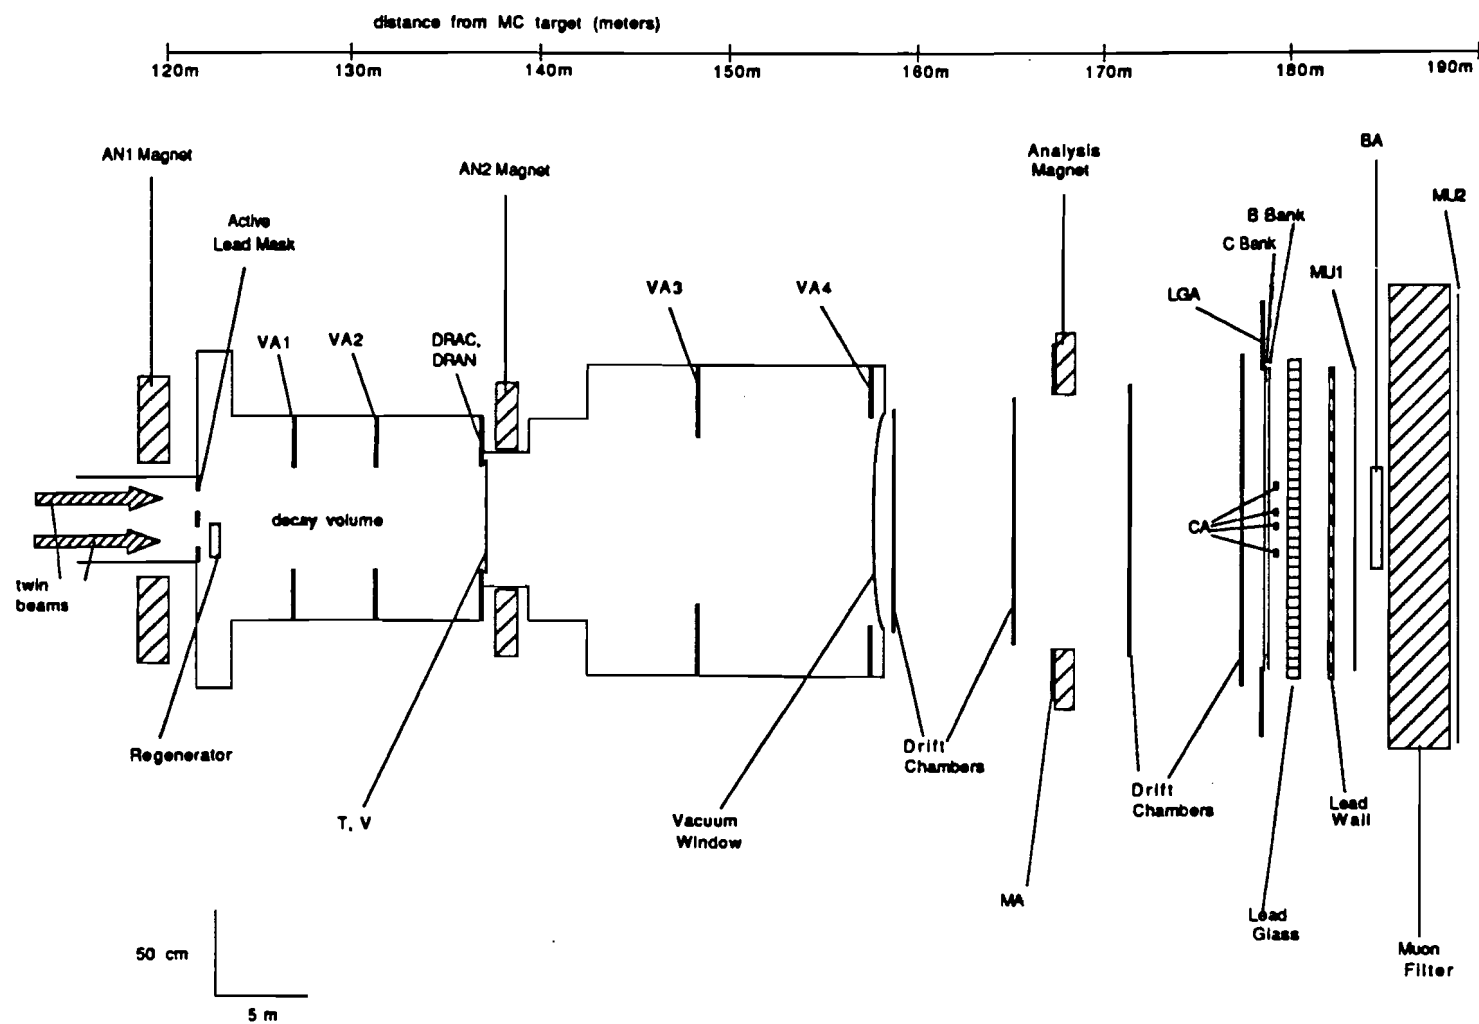 distance from MC target (meters)
120m 130m 140m 150m 160m 170m 180m 190m
AN1 Magnet
AN2 Magnet
Analysis
Magnet
BA
MU2
Active
Lead Mask
B Bank
C Bank
MU1
LGA
VA1
VA2
DRAC,
DRAN
VA3
VA4
decay volume
CA
twin
beams
Regenerator
T, V
Vacuum
Window
Drift
Chambers
Drift
Chambers
Lead
Wall
MA
Lead
Glass
Muon
Filter
50 cm
5 m